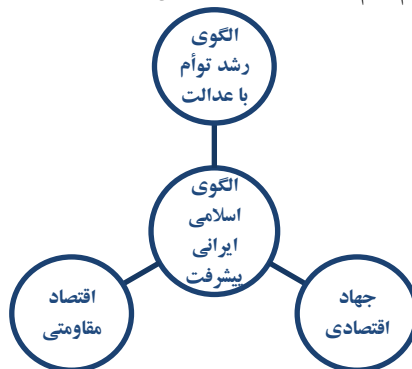 الگوی
رشد توأم
با عدالت
الگوی
اسلامی
ایرانی
پیشرفت
جهاد
اقتصادی
اقتصاد
مقاومتی